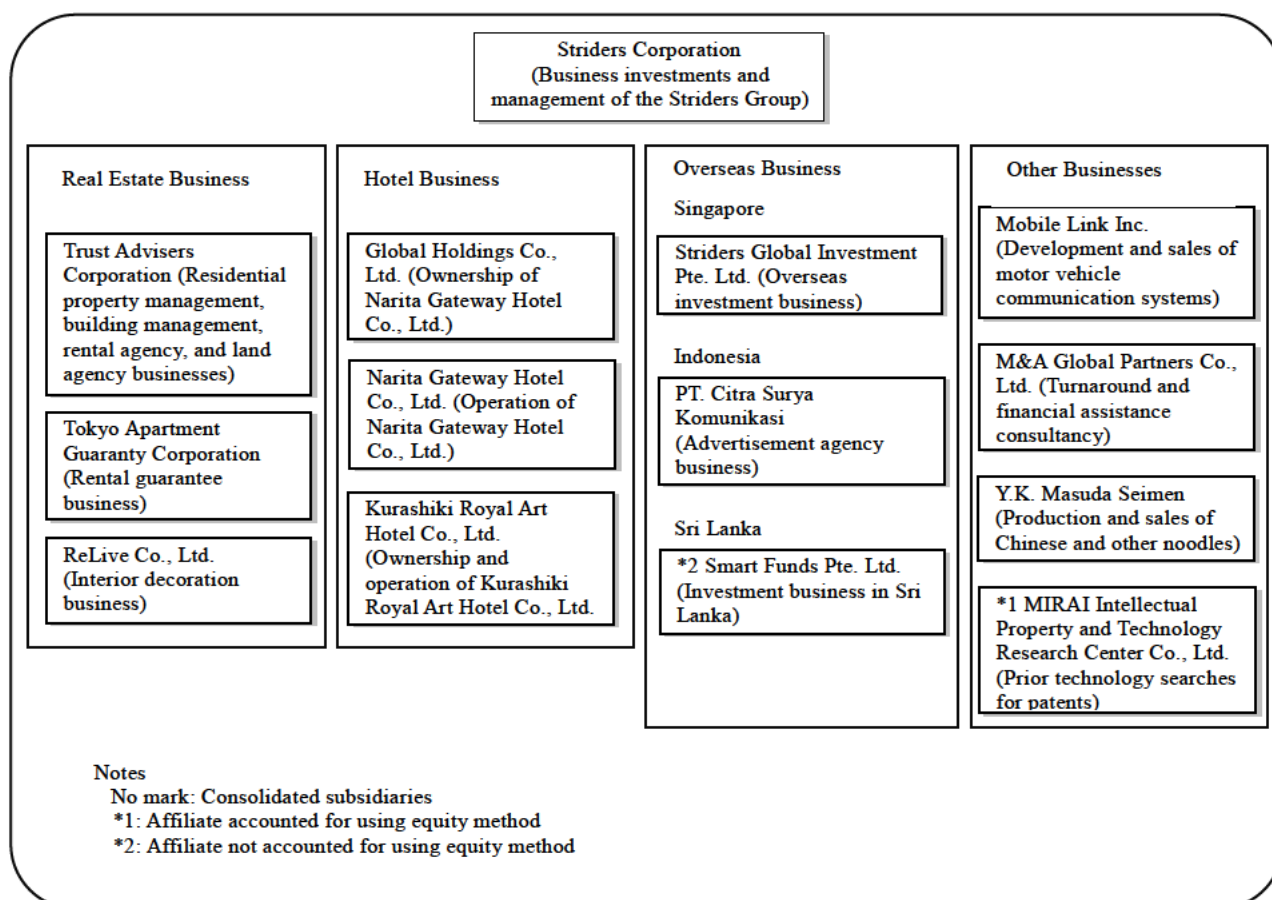 Striders Corporation
(Business investments and
management of the Striders Group)
Real Estate Business
Trust Advisers
Corporation (Residential
property management,
building management,
rental agency, and land
agency businesses)
Tokyo Apartment
Guaranty Corporation
(Rental guarantee
business)
ReLive Co., Ltd.
(Interior decoration
business)
Hotel Business
Global Holdings Co.,
Ltd. (Ownership of
Narita Gateway Hotel
Co., Ltd.)
Narita Gateway Hotel
Co., Ltd. (Operation of
Narita Gateway Hotel
Co., Ltd.)
Kurashiki Royal Art
Hotel Co., Ltd.
(Ownership and
operation of Kurashiki
Royal Art Hotel Co., Ltd.
Overseas Business
Singapore
Striders Global Investment
Pte. Ltd. (Overseas
investment business)
Indonesia
PT. Citra Surya
Komunikasi
(Advertisement agency
business)
Sri Lanka
*2 Smart Funds Pte. Ltd.
(Investment business in Sri
Lanka)
Other Businesses
Mobile Link Inc.
(Development and sales of
motor vehicle
communication systems)
M&A Global Partners Co.,
Ltd. (Turnaround and
financial assistance
consultancy)
Y.K. Masuda Seimen
(Production and sales of
Chinese and other noodles)
*1 MIRAI Intellectual
Property and Technology
Research Center Co., Ltd.
(Prior technology searches
for patents)
Notes
No mark: Consolidated subsidiaries
*1: Affiliate accounted for using equity method
*2: Affiliate not accounted for using equity method